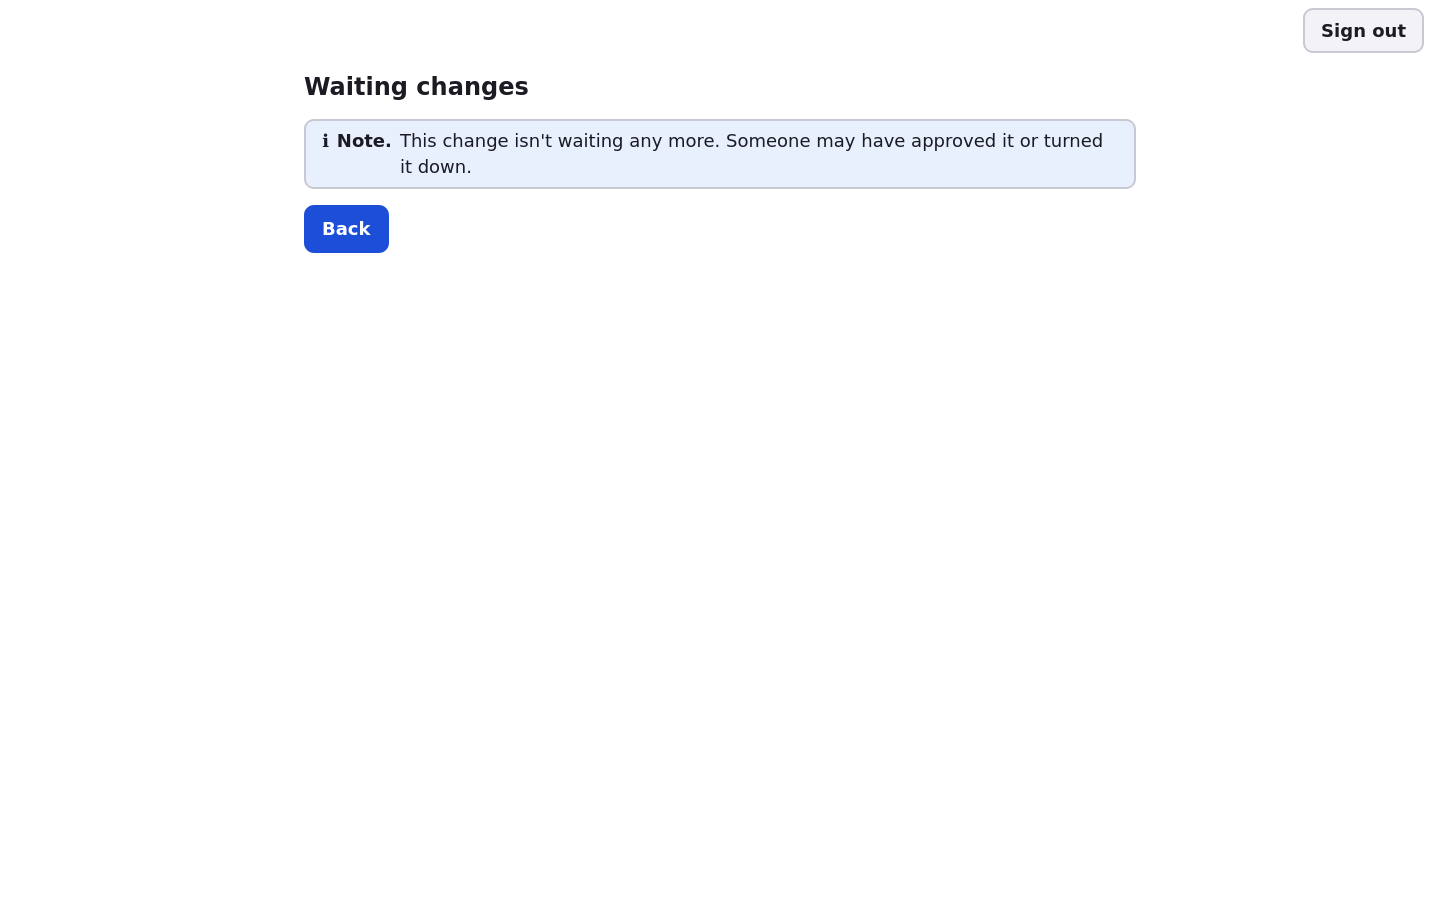 Sign out
Waiting changes
ℹ Note. This change isn't waiting any more. Someone may have approved it or turned
it down.
Back